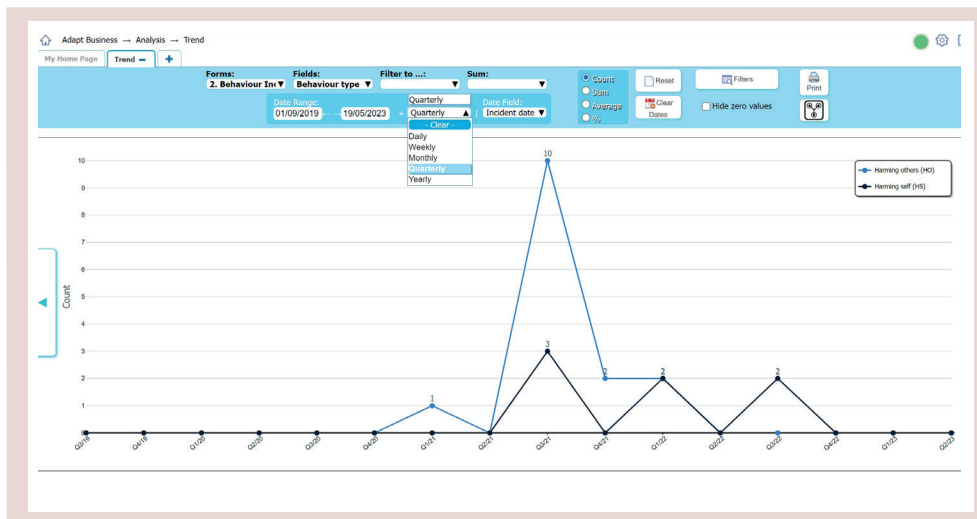 Adapt Business → Analysis → Trend
My Home Page Trend
Forms: Fields: Filter to ...: Sum:
2. Behaviour Inc Behaviour type
Count
Sum
Average
%
Reset
Filters
Print
Date Range: Quarterly Date Field:
01/09/2019 19/05/2023 Quarterly Incident date
Clear
Dates
Hide zero values
- Clear -
Daily
Weekly
Monthly
Quarterly
Yearly
Harming others (HO)
Harming self (HS)
Count
10
9
8
7
6
5
4
3
2
1
0
10
3
2 2 2
1
Q3/19 Q4/19 Q1/20 Q2/20 Q3/20 Q4/20 Q1/21 Q2/21 Q3/21 Q4/21 Q1/22 Q2/22 Q3/22 Q4/22 Q1/23 Q2/23